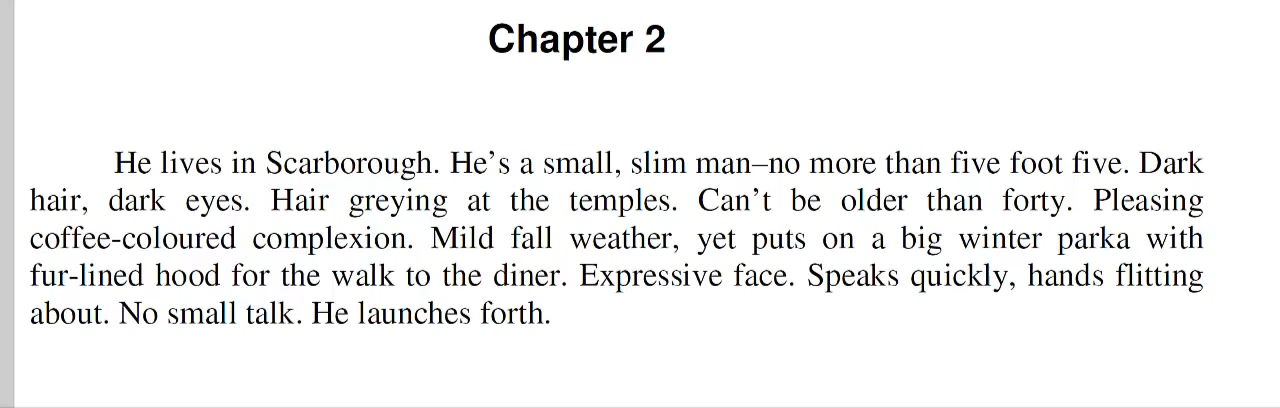 Chapter 2
He lives in Scarborough. He’s a small, slim man–no more than five foot five. Dark
hair, dark eyes. Hair greying at the temples. Can’t be older than forty. Pleasing
coffee-coloured complexion. Mild fall weather, yet puts on a big winter parka with
fur-lined hood for the walk to the diner. Expressive face. Speaks quickly, hands flitting
about. No small talk. He launches forth.